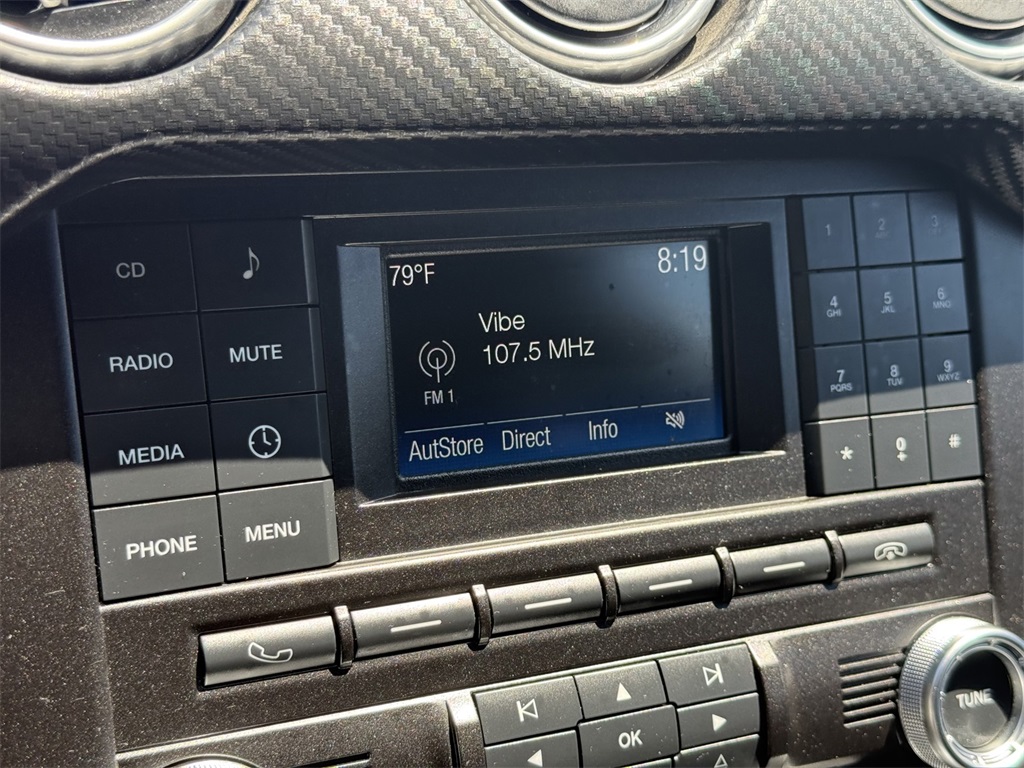 CD
RADIO
MUTE
MEDIA
PHONE
MENU
79°F
8:19
Vibe
107.5 MHz
FM 1
AutStore Direct Info
1
2
3
4
GHI
5
JKL
6
MNO
7
PQRS
8
TUV
9
WXYZ
*
0
+
#
OK
TUNE